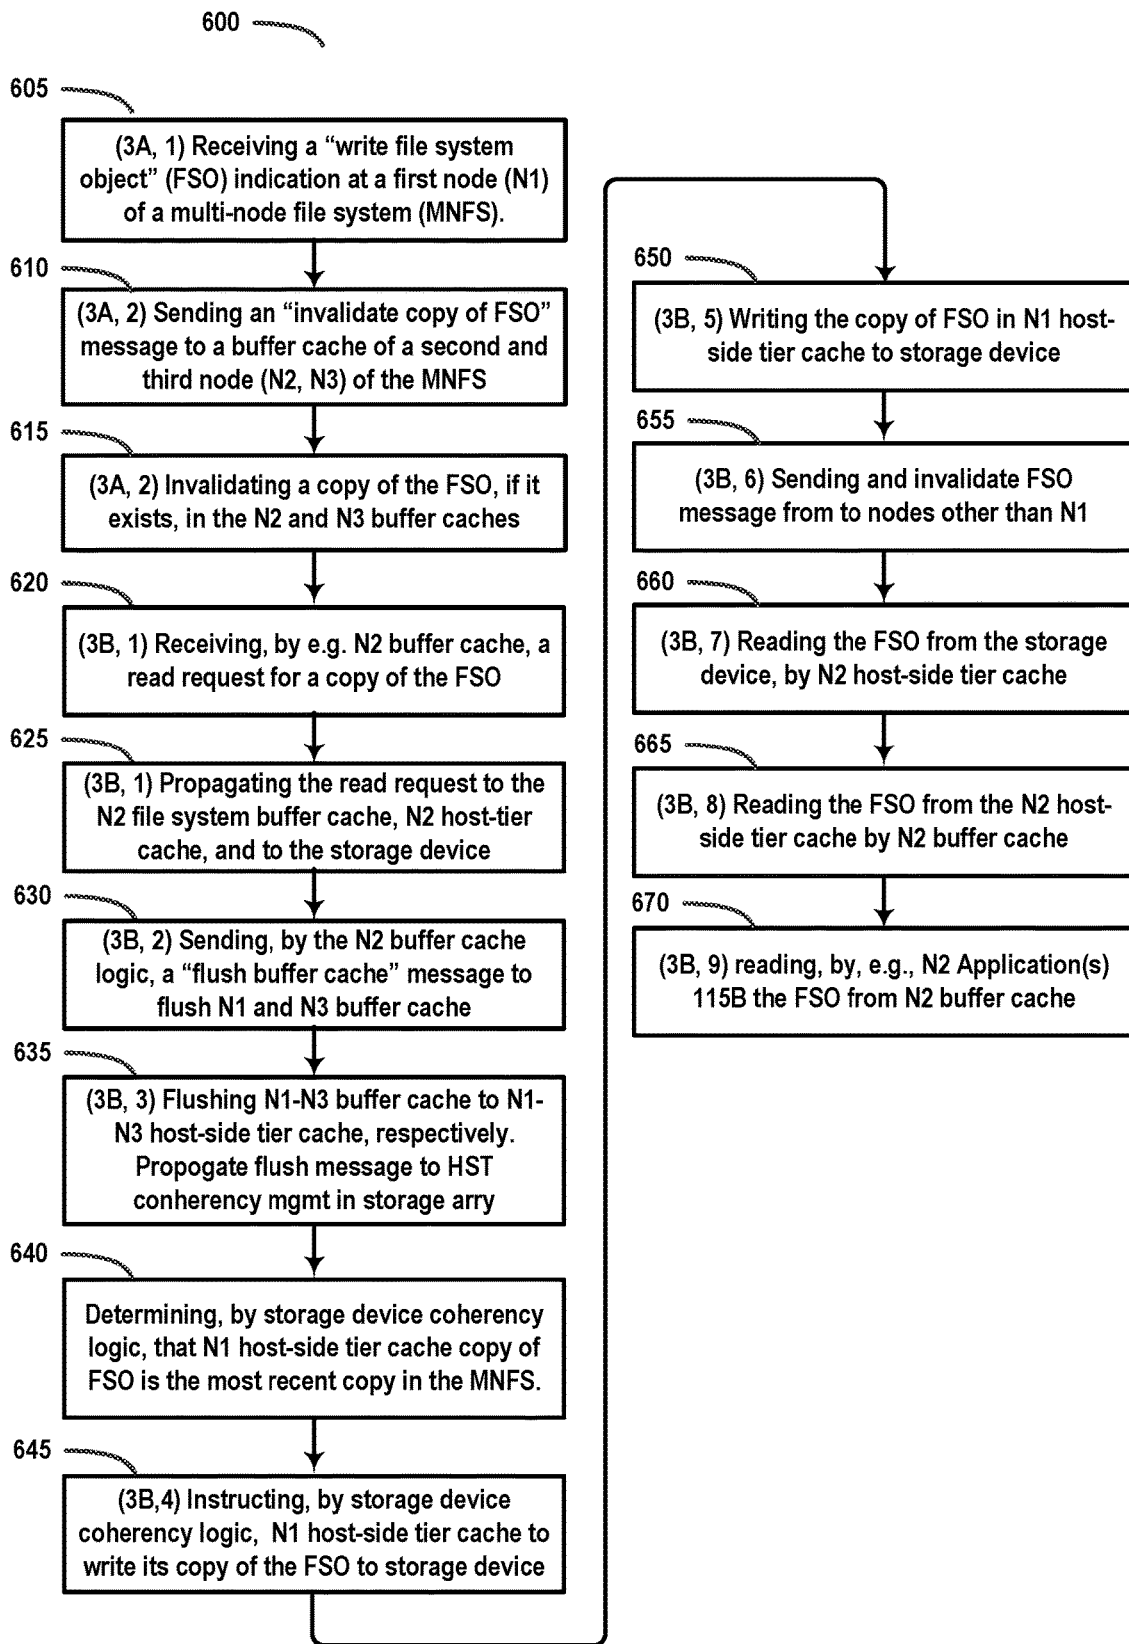 600
605
(3A, 1) Receiving a “write file system
object” (FSO) indication at a first node (N1)
of a multi-node file system (MNFS).
610
(3A, 2) Sending an “invalidate copy of FSO”
message to a buffer cache of a second and
third node (N2, N3) of the MNFS
615
(3A, 2) Invalidating a copy of the FSO, if it
exists, in the N2 and N3 buffer caches
620
(3B, 1) Receiving, by e.g. N2 buffer cache, a
read request for a copy of the FSO
625
(3B, 1) Propagating the read request to the
N2 file system buffer cache, N2 host-tier
cache, and to the storage device
630
(3B, 2) Sending, by the N2 buffer cache
logic, a “flush buffer cache” message to
flush N1 and N3 buffer cache
635
(3B, 3) Flushing N1-N3 buffer cache to N1-
N3 host-side tier cache, respectively.
Propogate flush message to HST
conherency mgmt in storage arry
640
Determining, by storage device coherency
logic, that N1 host-side tier cache copy of
FSO is the most recent copy in the MNFS.
645
(3B,4) Instructing, by storage device
coherency logic, N1 host-side tier cache to
write its copy of the FSO to storage device
650
(3B, 5) Writing the copy of FSO in N1 host-
side tier cache to storage device
655
(3B, 6) Sending and invalidate FSO
message from to nodes other than N1
660
(3B, 7) Reading the FSO from the storage
device, by N2 host-side tier cache
665
(3B, 8) Reading the FSO from the N2 host-
side tier cache by N2 buffer cache
670
(3B, 9) reading, by, e.g., N2 Application(s)
115B the FSO from N2 buffer cache